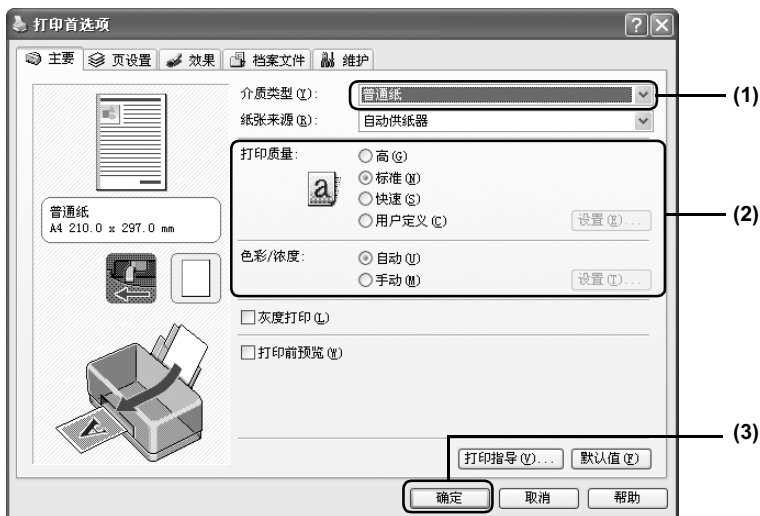 打印首选项
主要 页设置 效果 档案文件 维护
介质类型(Y): 普通纸 (1)
纸张来源(R): 自动供纸器
打印质量: 高(G)
标准(N)
快速(S)
用户定义(C) 设置(E)... (2)
普通纸
A4 210.0 x 297.0 mm
色彩/浓度: 自动(U)
手动(M) 设置(T)...
灰度打印(L)
打印前预览(W)
(3)
打印指导(V)... 默认值(F)
确定 取消 帮助